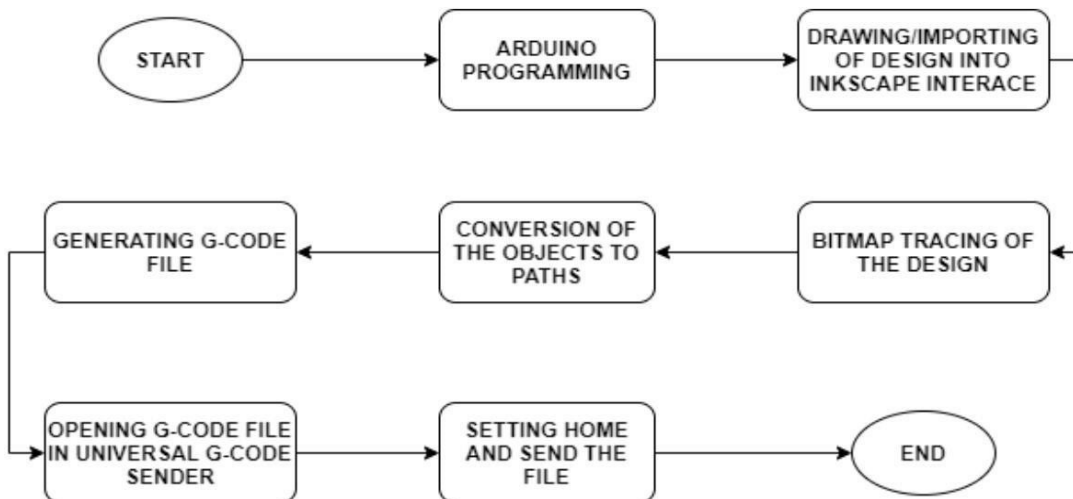 START
ARDUINO
PROGRAMMING
DRAWING/IMPORTING
OF DESIGN INTO
INKSCAPE INTERACE
BITMAP TRACING OF
THE DESIGN
CONVERSION OF
THE OBJECTS TO
PATHS
GENERATING G-CODE
FILE
OPENING G-CODE FILE
IN UNIVERSAL G-CODE
SENDER
SETTING HOME
AND SEND THE
FILE
END